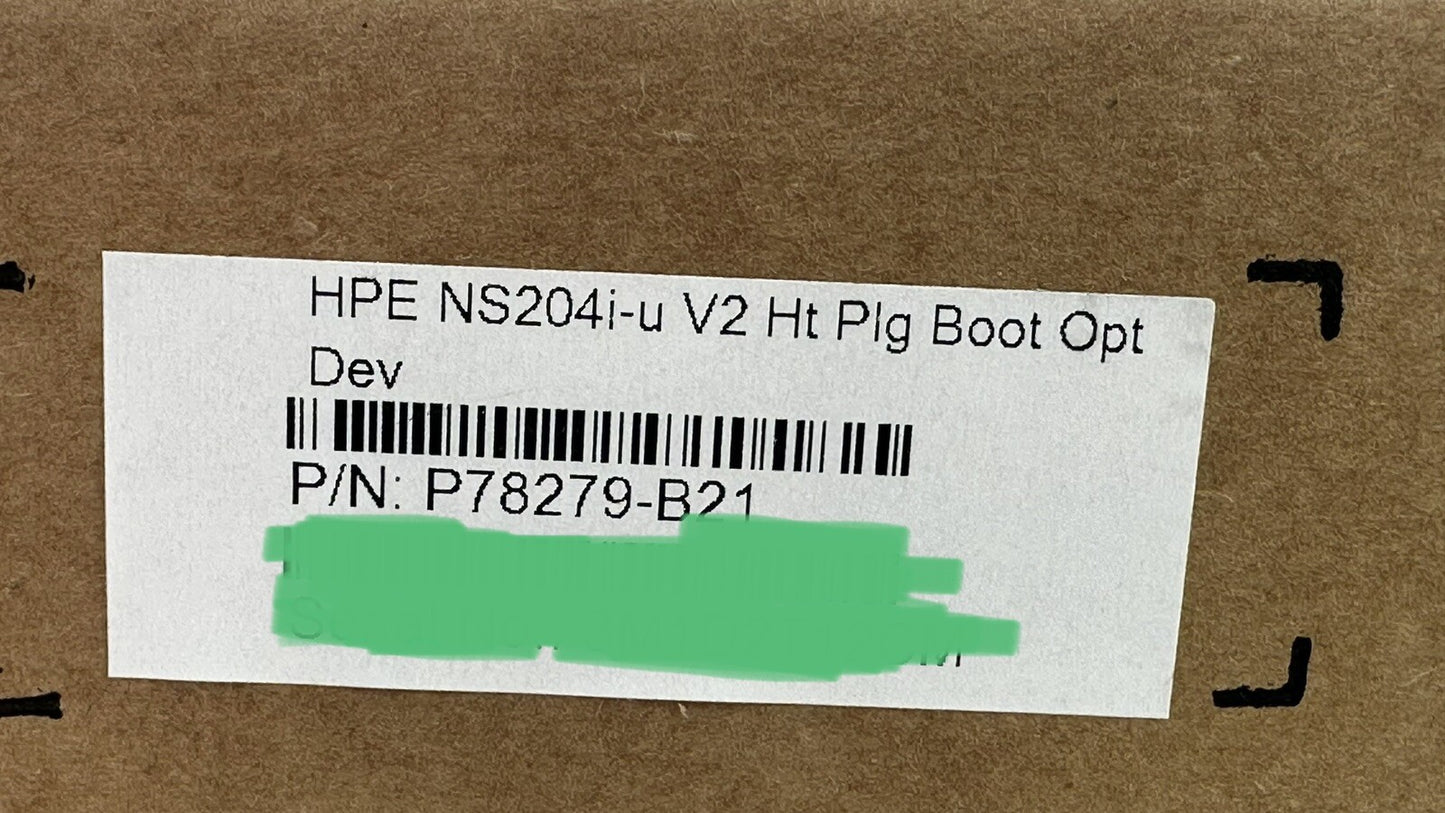 HPE NS204i-u V2 Ht Plg Boot Opt
Dev
P/N: P78279-B21